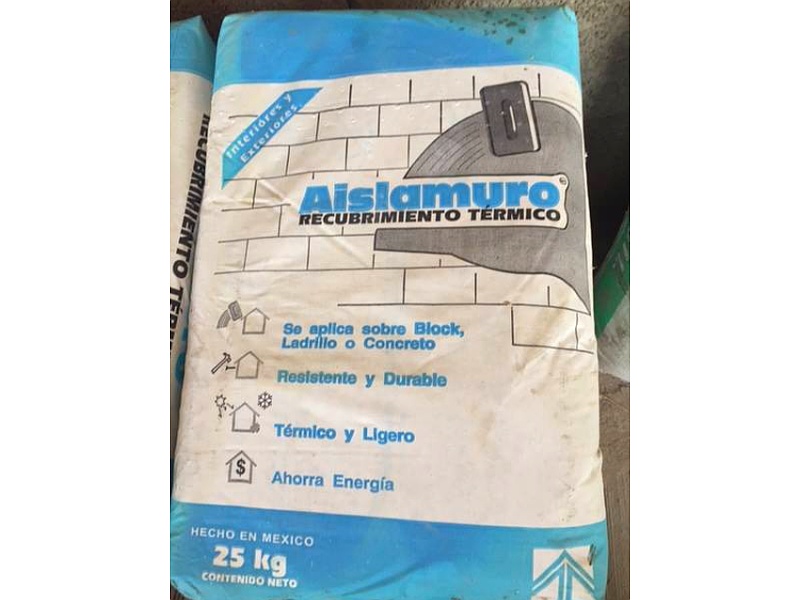 Interiores y
Exteriores.
Aislamuro®
RECUBRIMIENTO TÉRMICO
Se aplica sobre Block,
Ladrillo o Concreto
Resistente y Durable
Térmico y Ligero
$
Ahorra Energía
HECHO EN MEXICO
25 kg
CONTENIDO NETO
RECUBRIMIENTO